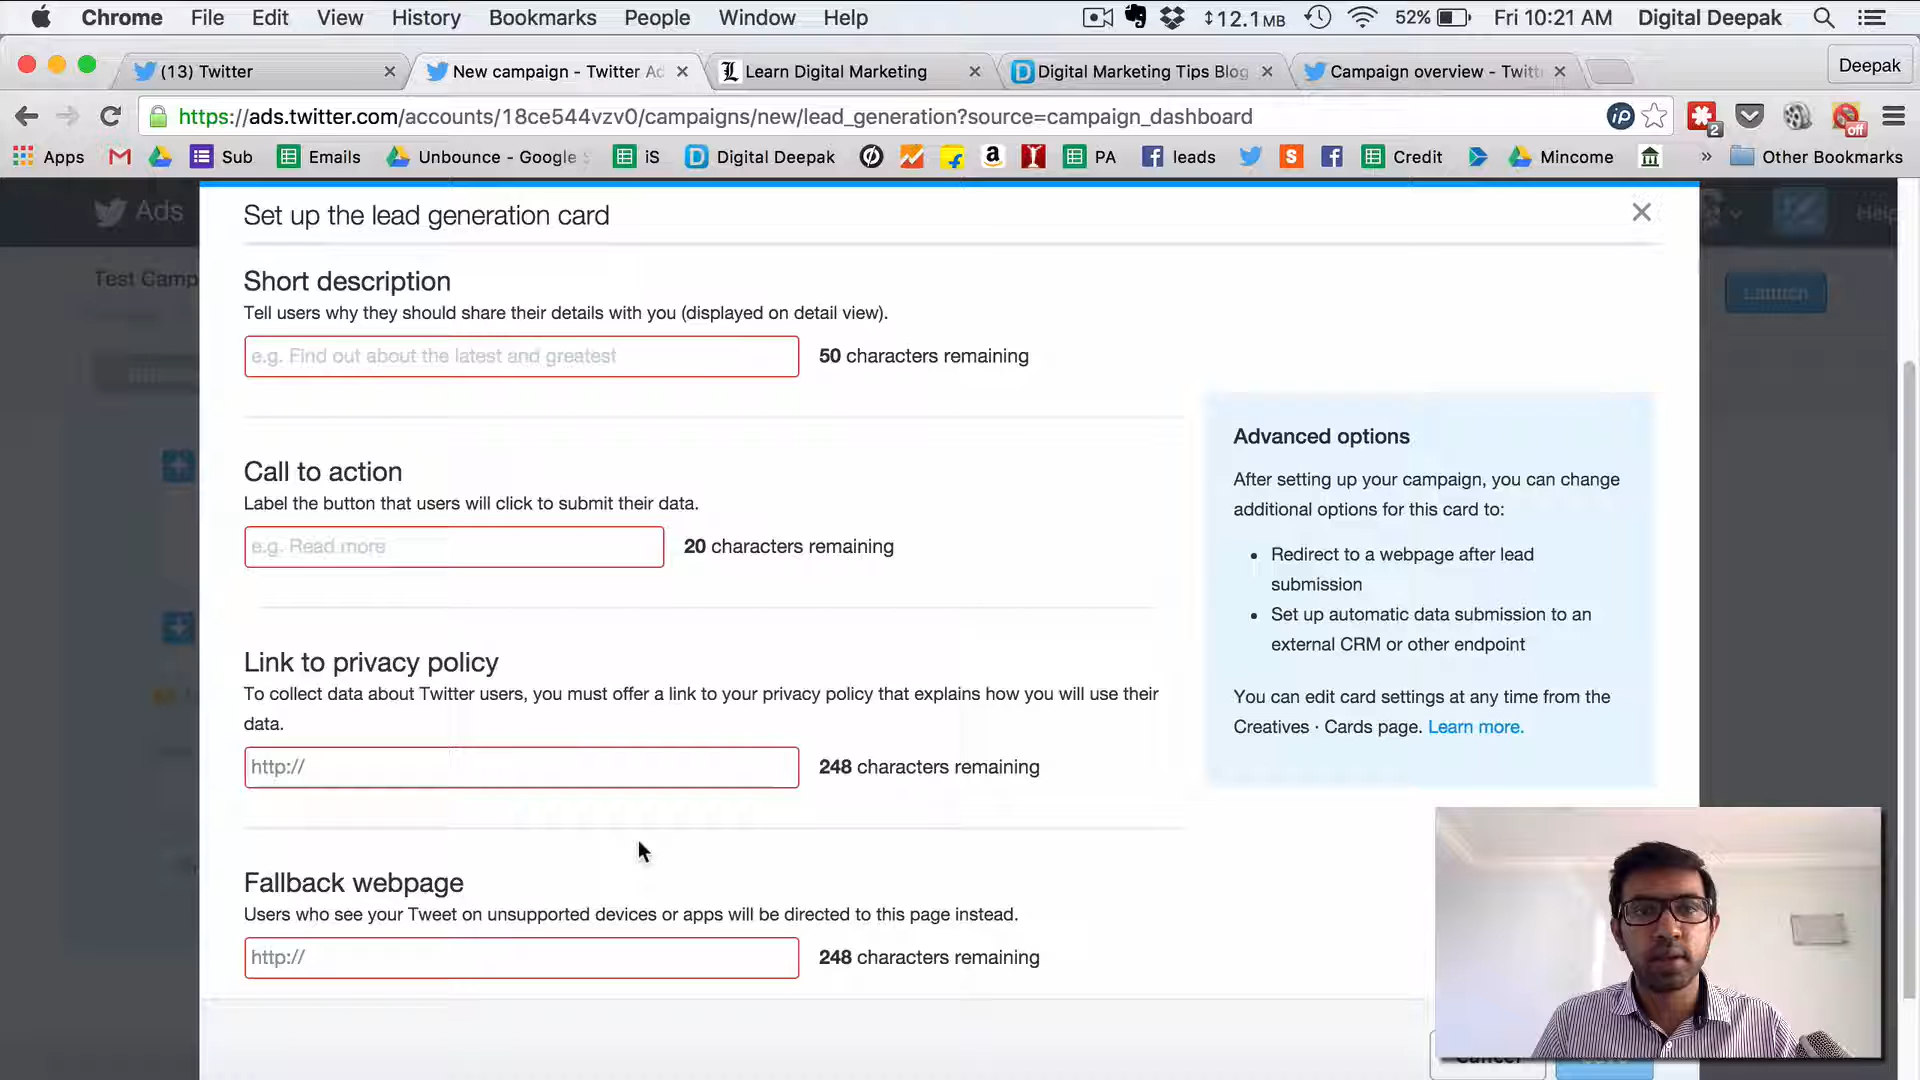 Chrome File Edit View History Bookmarks People Window Help 12.1MB 52% Fri 10:21 AM Digital Deepak
(13) Twitter New campaign - Twitter Ad Learn Digital Marketing Digital Marketing Tips Blog Campaign overview - Twitt Deepak
https://ads.twitter.com/accounts/18ce544vzv0/campaigns/new/lead_generation?source=campaign_dashboard iP 2 off
Apps Sub Emails Unbounce - Google S iS Digital Deepak PA leads Credit Mincome » Other Bookmarks
Ads Help
Set up the lead generation card
Test Camp
Launch
Short description
Tell users why they should share their details with you (displayed on detail view).
e.g. Find out about the latest and greatest 50 characters remaining
Call to action
Label the button that users will click to submit their data.
e.g. Read more 20 characters remaining
Link to privacy policy
To collect data about Twitter users, you must offer a link to your privacy policy that explains how you will use their
data.
http:// 248 characters remaining
Fallback webpage
Users who see your Tweet on unsupported devices or apps will be directed to this page instead.
http:// 248 characters remaining
Advanced options
After setting up your campaign, you can change
additional options for this card to:
• Redirect to a webpage after lead
submission
• Set up automatic data submission to an
external CRM or other endpoint
You can edit card settings at any time from the
Creatives · Cards page. Learn more.
Cancel